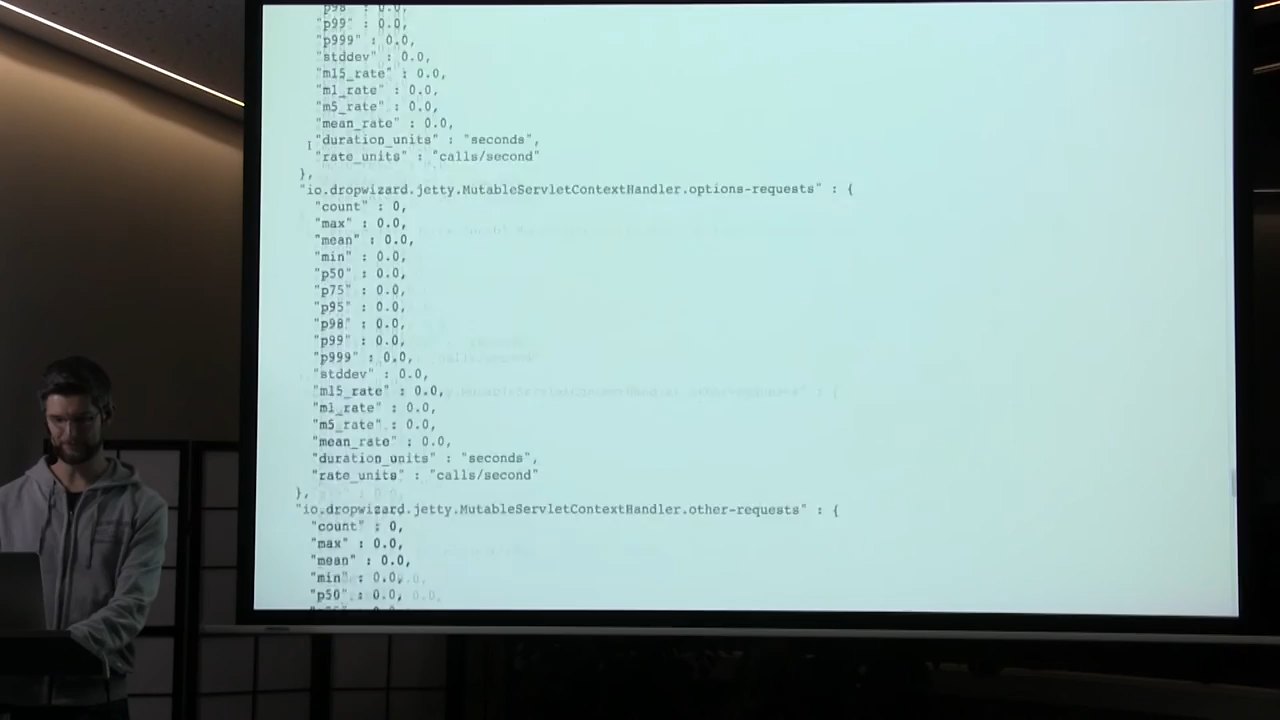 "p98" : 0.0,
"p99" : 0.0,
"p999" : 0.0,
"stddev" : 0.0,
"m15_rate" : 0.0,
"m1_rate" : 0.0,
"m5_rate" : 0.0,
"mean_rate" : 0.0,
"duration_units" : "seconds",
"rate_units" : "calls/second"
},
"io.dropwizard.jetty.MutableServletContextHandler.options-requests" : {
"count" : 0,
"max" : 0.0,
"mean" : 0.0,
"min" : 0.0,
"p50" : 0.0,
"p75" : 0.0,
"p95" : 0.0,
"p98" : 0.0,
"p99" : 0.0,
"p999" : 0.0,
"stddev" : 0.0,
"m15_rate" : 0.0,
"m1_rate" : 0.0,
"m5_rate" : 0.0,
"mean_rate" : 0.0,
"duration_units" : "seconds",
"rate_units" : "calls/second"
},
"io.dropwizard.jetty.MutableServletContextHandler.other-requests" : {
"count" : 0,
"max" : 0.0,
"mean" : 0.0,
"min" : 0.0,
"p50" : 0.0,